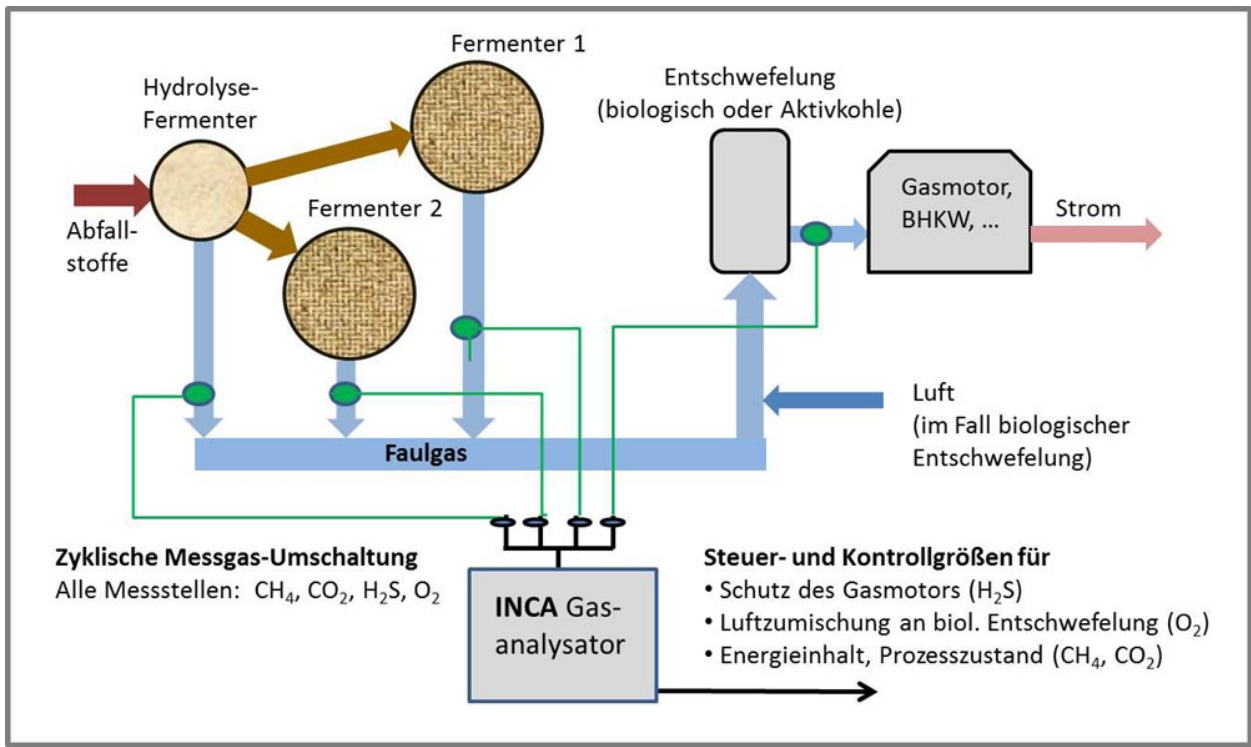 Fermenter 1
Hydrolyse-
Fermenter
Entschwefelung
(biologisch oder Aktivkohle)
Fermenter 2
Gasmotor,
BHKW, ...
Strom
Abfall-
stoffe
Luft
(im Fall biologischer
Entschwefelung)
Faulgas
Zyklische Messgas-Umschaltung
Alle Messstellen: CH₄, CO₂, H₂S, O₂
INCA Gas-
analysator
Steuer- und Kontrollgrößen für
• Schutz des Gasmotors (H₂S)
• Luftzumischung an biol. Entschwefelung (O₂)
• Energieinhalt, Prozesszustand (CH₄, CO₂)